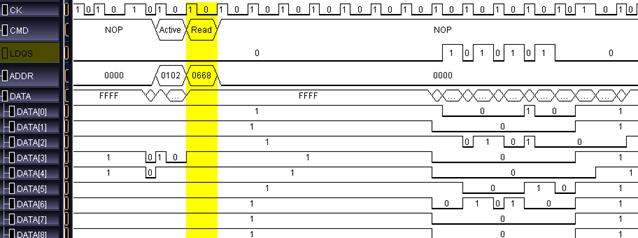 CK 1 0 1 0 1 0 1 0 1 0 1 0 1 0 1 0 1 0 1 0 1 0 1 0 1 0 1 0 1 0 1 0 1 0
CMD NOP Active Read NOP
LDQS 0 1 0 1 0 1 0 1 0
ADDR 0000 0102 0668 0000
DATA FFFF ... FFFF ... ... ... ... ... ...
DATA[0] 1 0 1 0 1
DATA[1] 1 0 1
DATA[2] 1 0 1 0 1 0
DATA[3] 1 0 1 0 1 0 1
DATA[4] 1 0 1 0 1
DATA[5] 1 0 1 0 1
DATA[6] 1 0 1 0 1 0 1
DATA[7] 1 0 1
DATA[8] 1 0 1